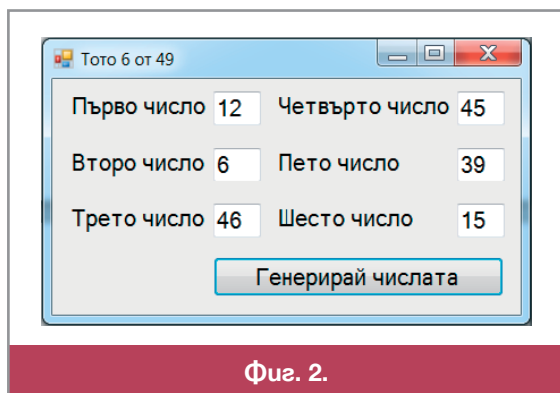 Тото 6 от 49
Първо число 12 Четвърто число 45
Второ число 6 Пето число 39
Трето число 46 Шесто число 15
Генерирай числата
Фиг. 2.